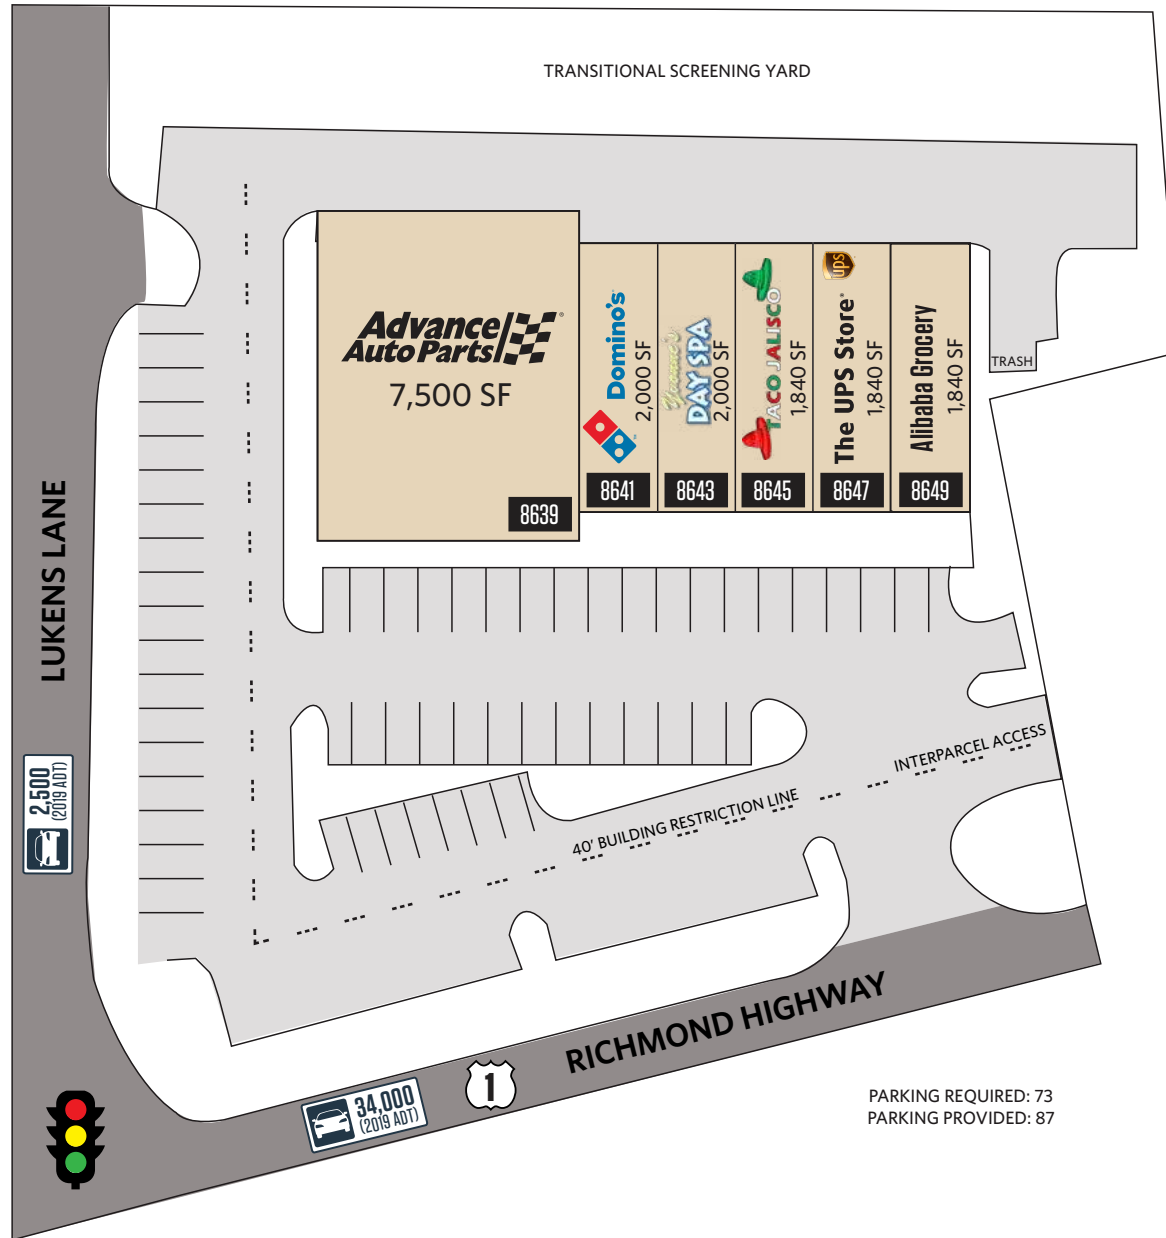 TRANSITIONAL SCREENING YARD
Advance
Auto Parts
7,500 SF
8639
Domino's
2,000 SF
8641
DAY SPA
2,000 SF
8643
TACO JALISCO
1,840 SF
8645
ups
The UPS Store
1,840 SF
8647
Alibaba Grocery
1,840 SF
8649
TRASH
LUKENS LANE
2,500
(2019 ADT)
INTERPARCEL ACCESS
40' BUILDING RESTRICTION LINE
RICHMOND HIGHWAY
1
34,000
(2019 ADT)
PARKING REQUIRED: 73
PARKING PROVIDED: 87